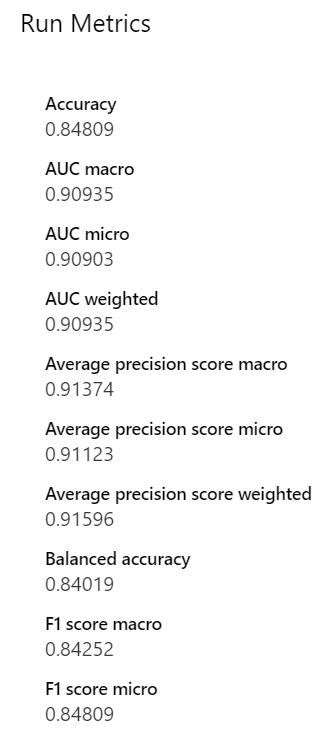 Run Metrics
Accuracy
0.84809
AUC macro
0.90935
AUC micro
0.90903
AUC weighted
0.90935
Average precision score macro
0.91374
Average precision score micro
0.91123
Average precision score weighted
0.91596
Balanced accuracy
0.84019
F1 score macro
0.84252
F1 score micro
0.84809